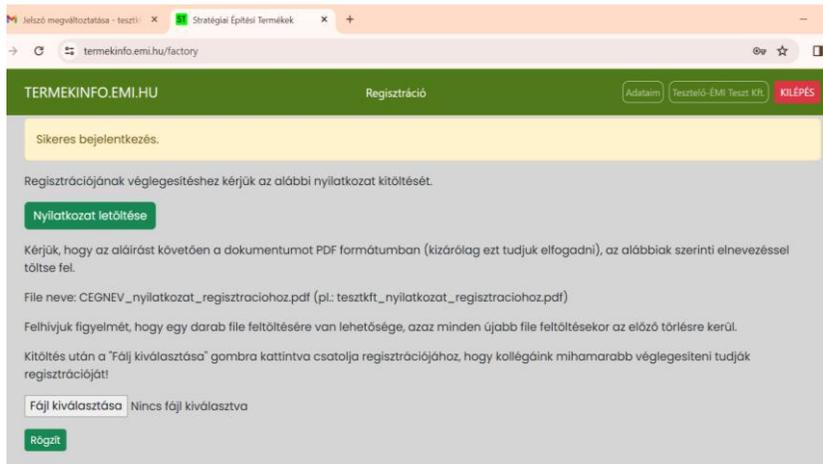 Jelszó megváltoztatása - teszti
ST Stratégiai Építési Termékek
termekinfo.emi.hu/factory
TERMEKINFO.EMI.HU Regisztráció Adataim Tesztelő-ÉMI Teszt Kft. KILÉPÉS
Sikeres bejelentkezés.
Regisztrációjának véglegesítéshez kérjük az alábbi nyilatkozat kitöltését.
Nyilatkozat letöltése
Kérjük, hogy az aláírást követően a dokumentumot PDF formátumban (kizárólag ezt tudjuk elfogadni), az alábbiak szerinti elnevezéssel
töltse fel.
File neve: CEGNEV_nyilatkozat_regisztraciohoz.pdf (pl.: tesztkft_nyilatkozat_regisztraciohoz.pdf)
Felhívjuk figyelmét, hogy egy darab file feltöltésére van lehetősége, azaz minden újabb file feltöltésekor az előző törlésre kerül.
Kitöltés után a "Fálj kiválasztása" gombra kattintva csatolja regisztrációjához, hogy kollégáink mihamarabb véglegesíteni tudják
regisztrációját!
Fájl kiválasztása Nincs fájl kiválasztva
Rögzít